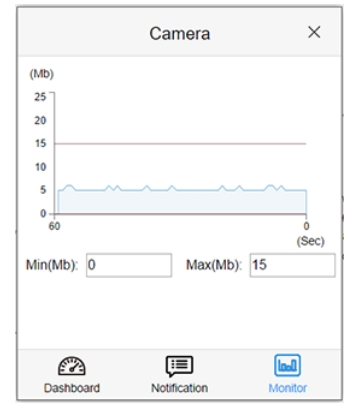 Camera
(Mb)
25
20
15
10
5
0
60 0
(Sec)
Min(Mb): 0 Max(Mb): 15
Dashboard Notification Monitor